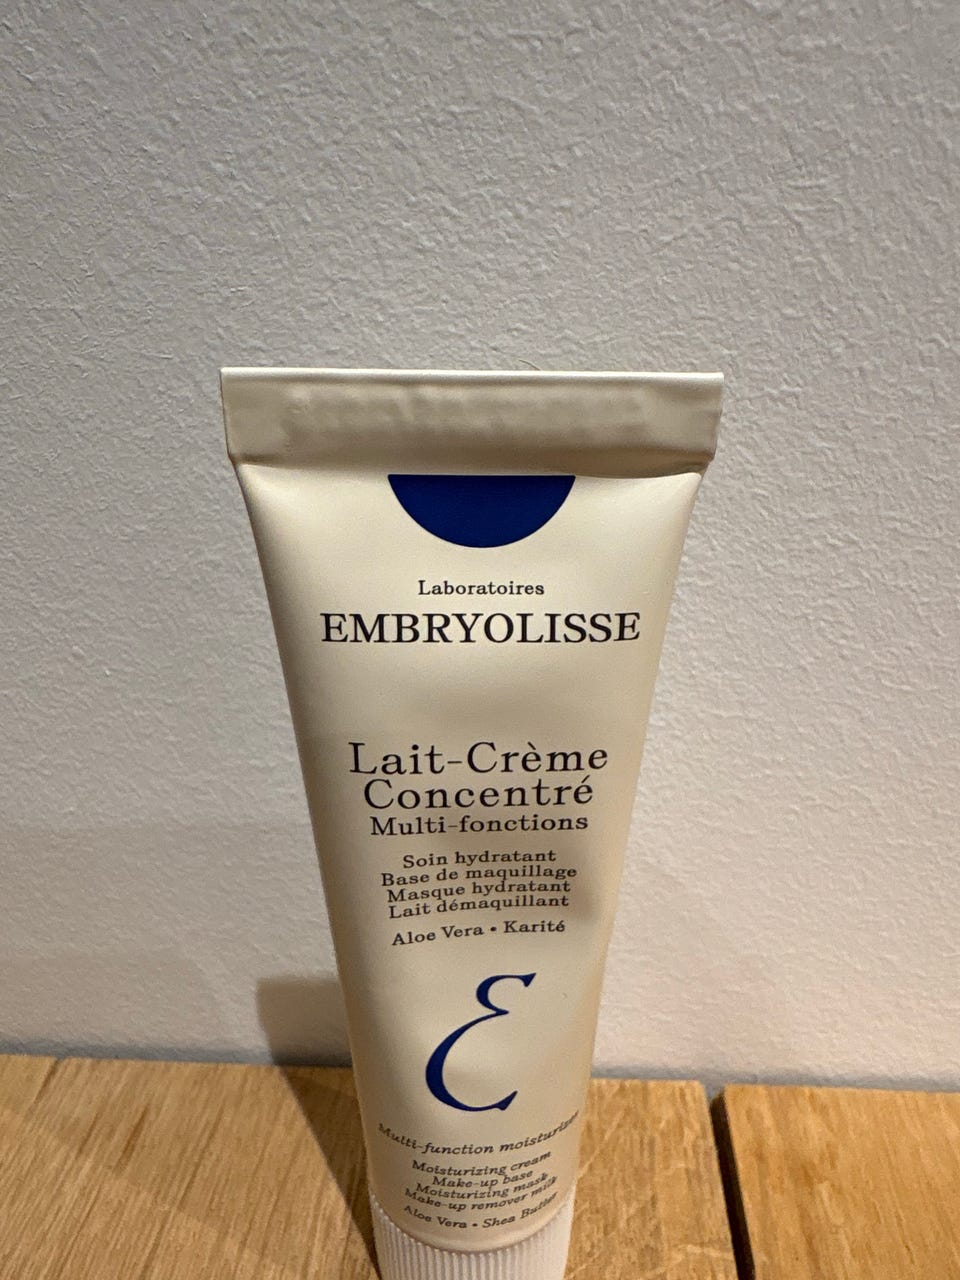 Laboratoires
EMBRYOLISSE
Lait-Crème
Concentré
Multi-fonctions
Soin hydratant
Base de maquillage
Masque hydratant
Lait démaquillant
Aloe Vera • Karité
E
Multi-function moisturizer
Moisturizing cream
Make-up base
Moisturizing mask
Make-up remover milk
Aloe Vera • Shea Butter